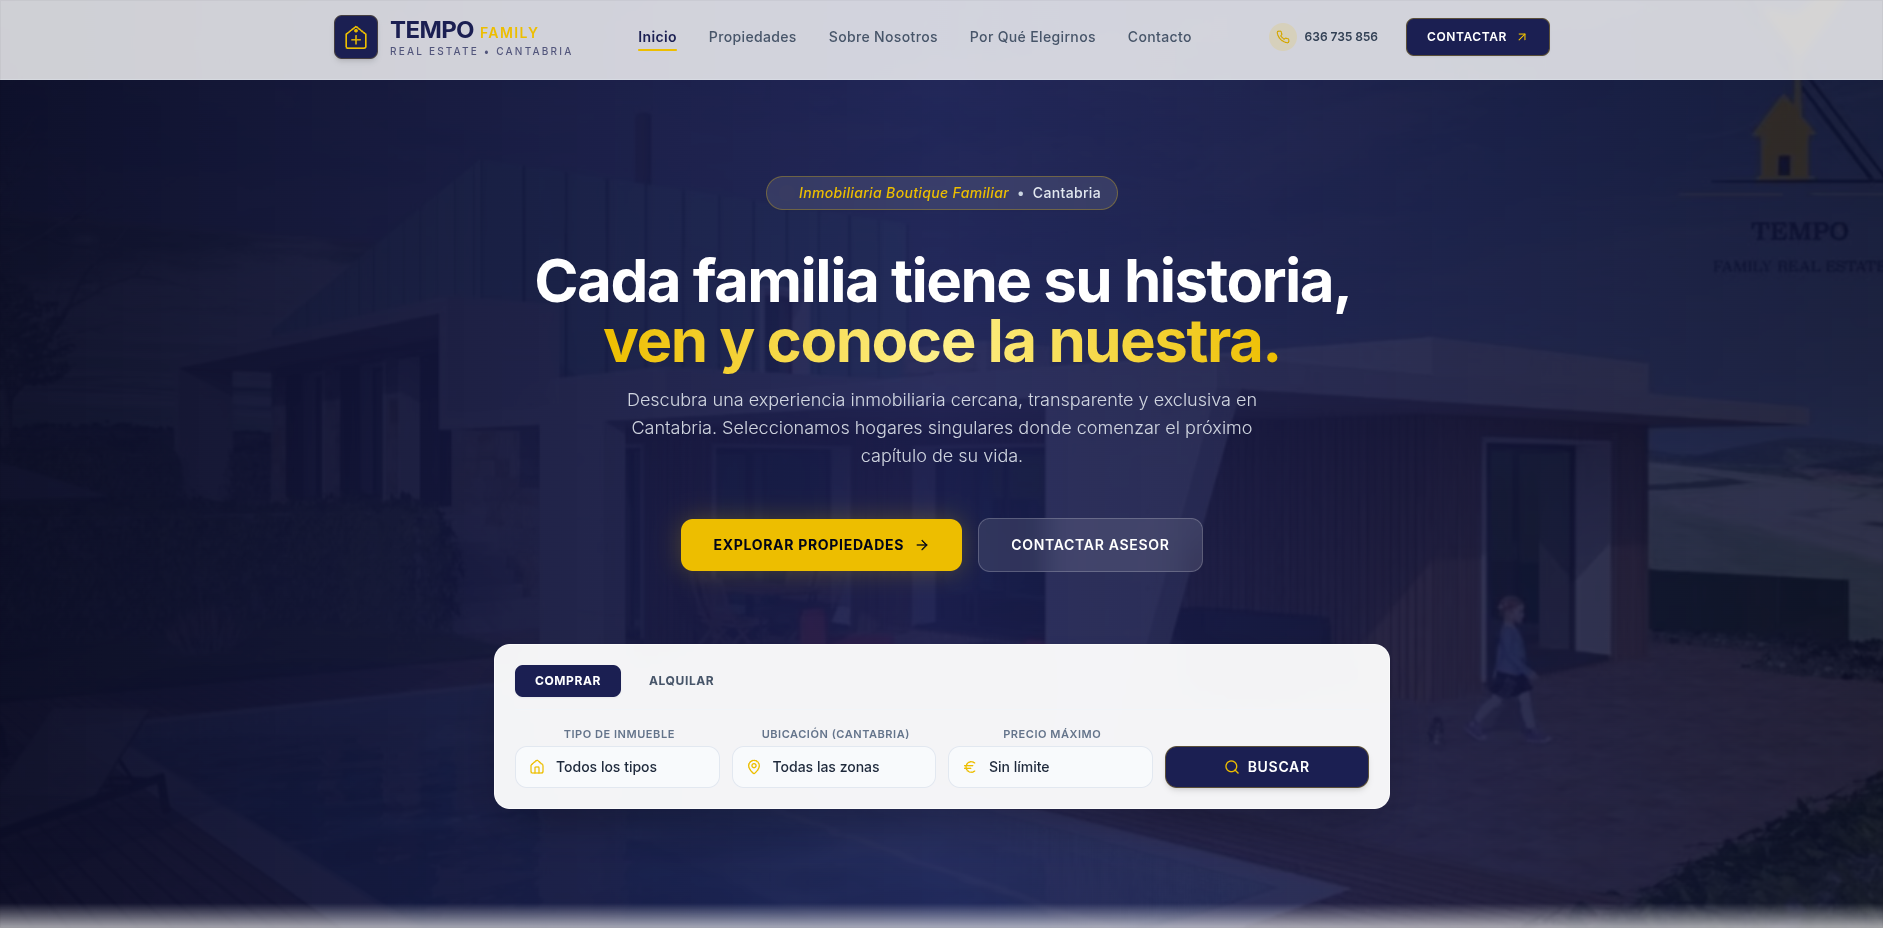 TEMPO FAMILY
REAL ESTATE • CANTABRIA
Inicio
Propiedades
Sobre Nosotros
Por Qué Elegirnos
Contacto
636 735 856
CONTACTAR
TEMPO
FAMILY REAL ESTATE
Inmobiliaria Boutique Familiar • Cantabria
Cada familia tiene su historia,
ven y conoce la nuestra.
Descubra una experiencia inmobiliaria cercana, transparente y exclusiva en
Cantabria. Seleccionamos hogares singulares donde comenzar el próximo
capítulo de su vida.
EXPLORAR PROPIEDADES
CONTACTAR ASESOR
COMPRAR
ALQUILAR
TIPO DE INMUEBLE
UBICACIÓN (CANTABRIA)
PRECIO MÁXIMO
Todos los tipos
Todas las zonas
Sin límite
BUSCAR